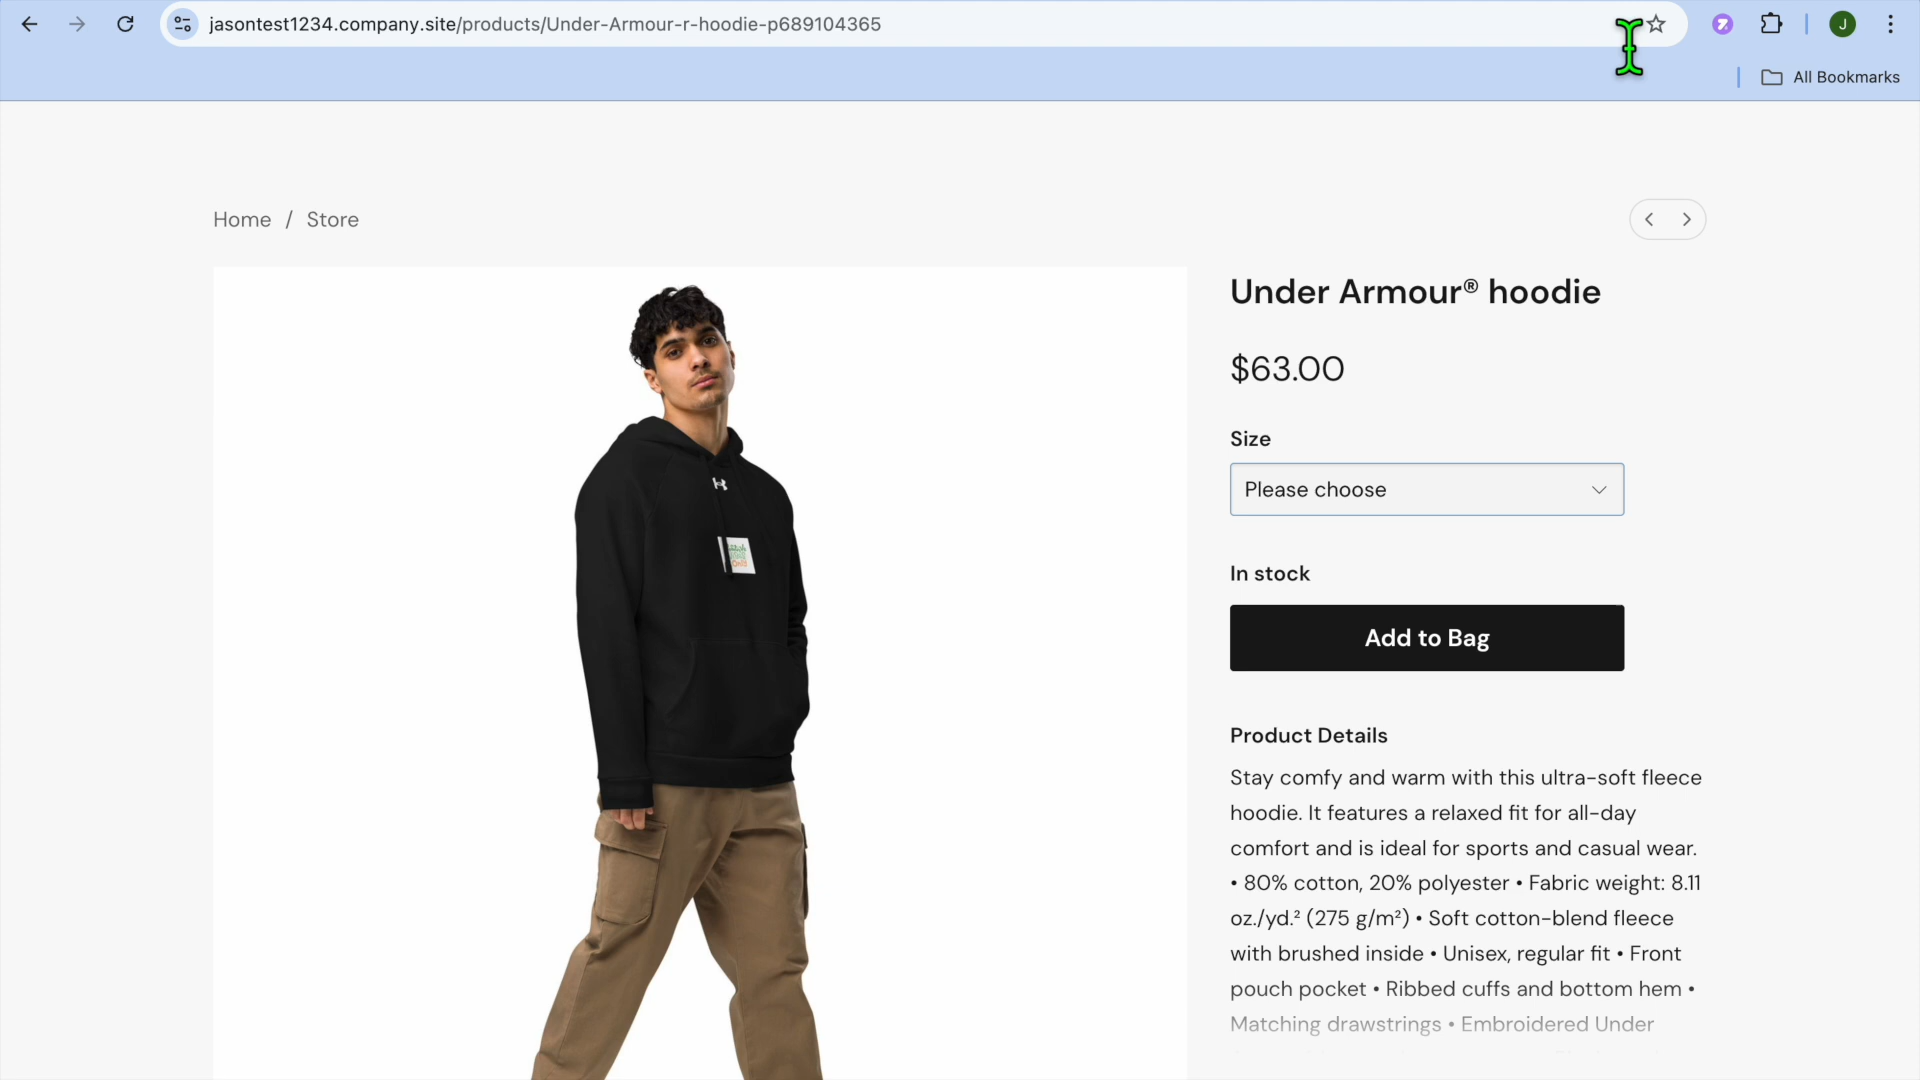 jasontest1234.company.site/products/Under-Armour-r-hoodie-p689104365
J
All Bookmarks
Home / Store
Under Armour® hoodie
$63.00
Size
Please choose
In stock
Add to Bag
Product Details
Stay comfy and warm with this ultra-soft fleece
hoodie. It features a relaxed fit for all-day
comfort and is ideal for sports and casual wear.
• 80% cotton, 20% polyester • Fabric weight: 8.11
oz./yd.² (275 g/m²) • Soft cotton-blend fleece
with brushed inside • Unisex, regular fit • Front
pouch pocket • Ribbed cuffs and bottom hem •
Matching drawstrings • Embroidered Under